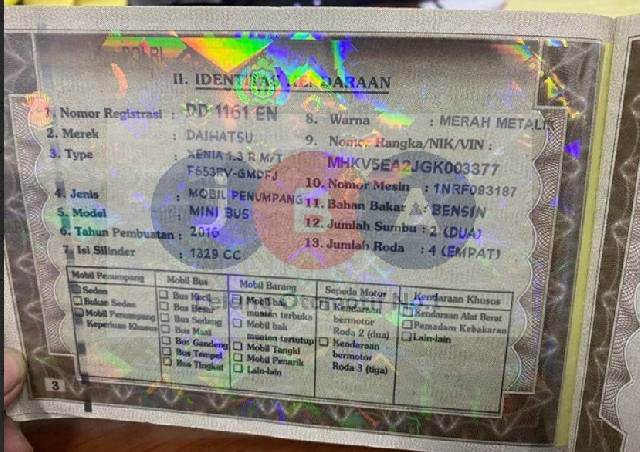 II. IDENTITAS KENDARAAN
1. Nomor Registrasi : DD 1161 EN
2. Merek : DAIHATSU
3. Type : XENIA 1.3 R M/T
F653RV-GMDFJ
4. Jenis : MOBIL PENUMPANG
5. Model : MINI BUS
6. Tahun Pembuatan : 2016
7. Isi Silinder : 1329 CC
8. Warna : MERAH METALIK
9. Nomor Rangka/NIK/VIN :
MHKV5EA2JGK003377
10. Nomor Mesin : 1NRF093187
11. Bahan Bakar : BENSIN
12. Jumlah Sumbu : 2 (DUA)
13. Jumlah Roda : 4 (EMPAT)
Mobil Penumpang
Sedan
Bukan Sedan
Mobil Penumpang
Keperluan Khusus
Mobil Bus
Bus Kecil
Bus Besar
Bus Sedang
Bus Maxi
Bus Gandeng
Bus Tempel
Bus Tingkat
Mobil Barang
Mobil bak
muatan terbuka
Mobil bak
muatan tertutup
Mobil Tangki
Mobil Penarik
Lain-lain
Sepeda Motor
Kendaraan
bermotor
Roda 2 (dua)
Kendaraan
bermotor
Roda 3 (tiga)
Kendaraan Khusus
Kendaraan Alat Berat
Pemadam Kebakaran
Lain-lain
3